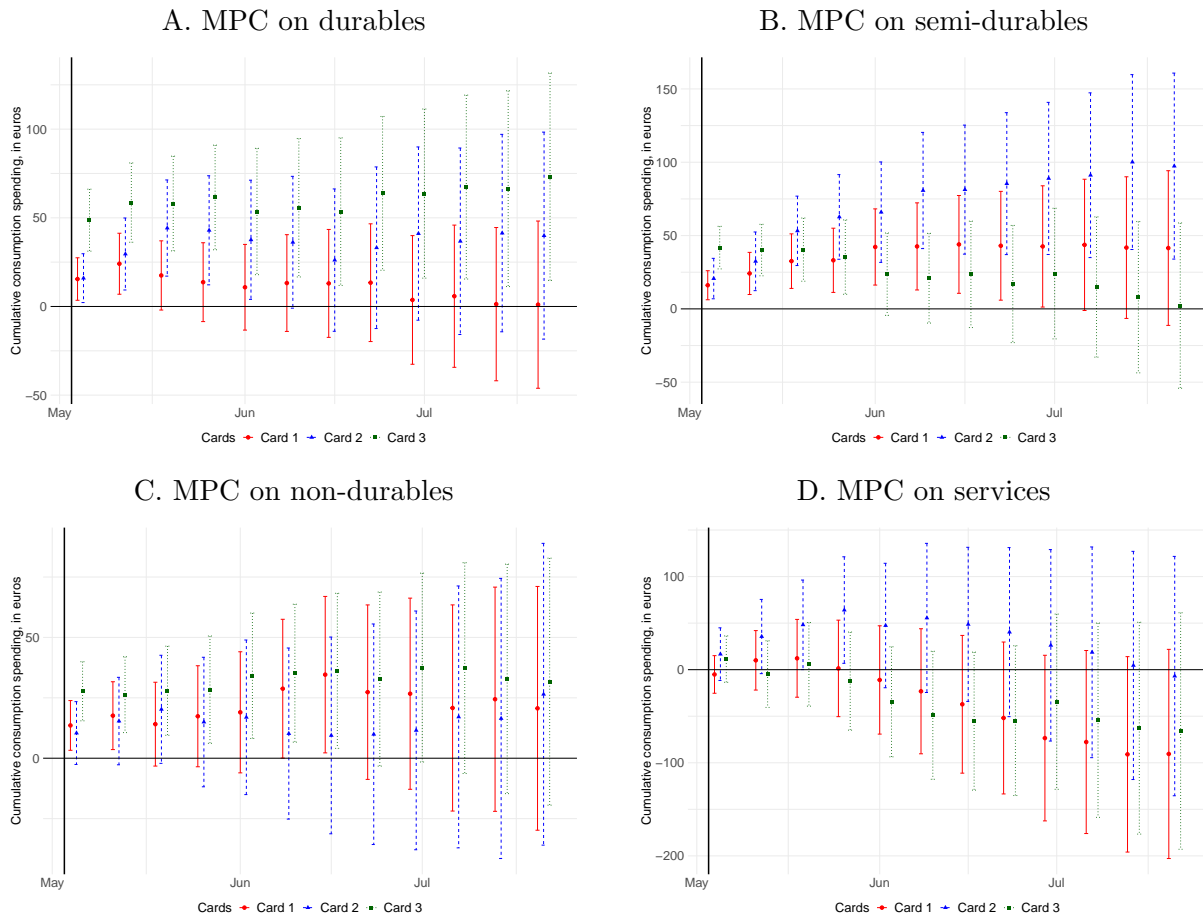 A. MPC on durables
Cumulative consumption spending, in euros
100
50
0
−50
May
Jun
Jul
Cards Card 1 Card 2 Card 3
B. MPC on semi-durables
Cumulative consumption spending, in euros
150
100
50
0
−50
May
Jun
Jul
Cards Card 1 Card 2 Card 3
C. MPC on non-durables
Cumulative consumption spending, in euros
50
0
May
Jun
Jul
Cards Card 1 Card 2 Card 3
D. MPC on services
Cumulative consumption spending, in euros
100
0
−100
−200
May
Jun
Jul
Cards Card 1 Card 2 Card 3